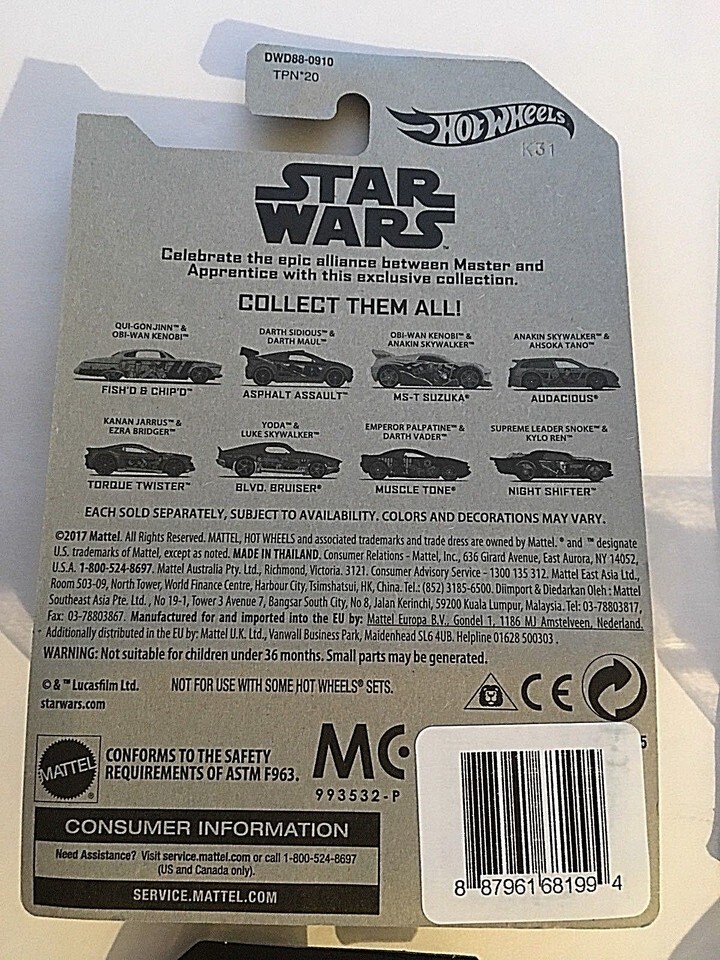 DWD88-0910
TPN*20
HOT WHEELS
K31
STAR
WARS™
Celebrate the epic alliance between Master and
Apprentice with this exclusive collection.
COLLECT THEM ALL!
QUI-GON JINN™ &
OBI-WAN KENOBI™
FISH'D & CHIP'D™
DARTH SIDIOUS™ &
DARTH MAUL™
ASPHALT ASSAULT™
OBI-WAN KENOBI™ &
ANAKIN SKYWALKER™
MS-T SUZUKA®
ANAKIN SKYWALKER™ &
AHSOKA TANO™
AUDACIOUS®
KANAN JARRUS™ &
EZRA BRIDGER™
TORQUE TWISTER™
YODA™ &
LUKE SKYWALKER™
BLVD. BRUISER®
EMPEROR PALPATINE™ &
DARTH VADER™
MUSCLE TONE®
SUPREME LEADER SNOKE™ &
KYLO REN™
NIGHT SHIFTER™
EACH SOLD SEPARATELY, SUBJECT TO AVAILABILITY. COLORS AND DECORATIONS MAY VARY.
©2017 Mattel. All Rights Reserved. MATTEL, HOT WHEELS and associated trademarks and trade dress are owned by Mattel. ® and ™ designate
U.S. trademarks of Mattel, except as noted. MADE IN THAILAND. Consumer Relations - Mattel, Inc., 636 Girard Avenue, East Aurora, NY 14052,
U.S.A. 1-800-524-8697. Mattel Australia Pty. Ltd., Richmond, Victoria. 3121. Consumer Advisory Service - 1300 135 312. Mattel East Asia Ltd.,
Room 503-09, North Tower, World Finance Centre, Harbour City, Tsimshatsui, HK, China. Tel.: (852) 3185-6500. Diimport & Diedarkan Oleh : Mattel
Southeast Asia Pte. Ltd., No 19-1, Tower 3 Avenue 7, Bangsar South City, No 8, Jalan Kerinchi, 59200 Kuala Lumpur, Malaysia. Tel: 03-78803817,
Fax: 03-78803867. Manufactured for and imported into the EU by: Mattel Europa B.V., Gondel 1, 1186 MJ Amstelveen, Nederland.
Additionally distributed in the EU by: Mattel U.K. Ltd., Vanwall Business Park, Maidenhead SL6 4UB. Helpline 01628 500303.
WARNING: Not suitable for children under 36 months. Small parts may be generated.
© & ™ Lucasfilm Ltd.
starwars.com
NOT FOR USE WITH SOME HOT WHEELS® SETS.
CE
5
MATTEL®
CONFORMS TO THE SAFETY
REQUIREMENTS OF ASTM F963.
MC
993532-P
CONSUMER INFORMATION
Need Assistance? Visit service.mattel.com or call 1-800-524-8697
(US and Canada only).
SERVICE.MATTEL.COM
8 87961 68199 4